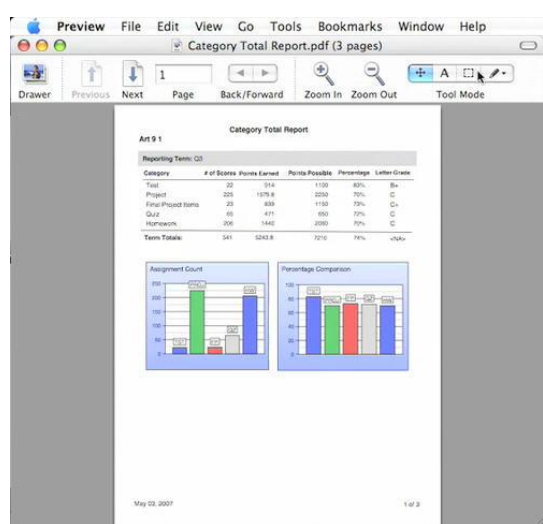 Preview File Edit View Go Tools Bookmarks Window Help
Category Total Report.pdf (3 pages)
1
A
Drawer Previous Next Page Back/Forward Zoom In Zoom Out Tool Mode
Category Total Report
Art 9 1
Reporting Term: Q3
Category # of Scores Points Earned Points Possible Percentage Letter Grade
Test 22 914 1100 83% B+
Project 225 1575.8 2250 70% C
Final Project Items 23 839 1150 73% C+
Quiz 65 471 650 72% C
Homework 206 1442 2060 70% C
Term Totals: 541 5243.8 7210 74% <NA>
Assignment Count
250
200
150
100
50
0
Percentage Comparison
100
80
60
40
20
0
May 03, 2007 1 of 3